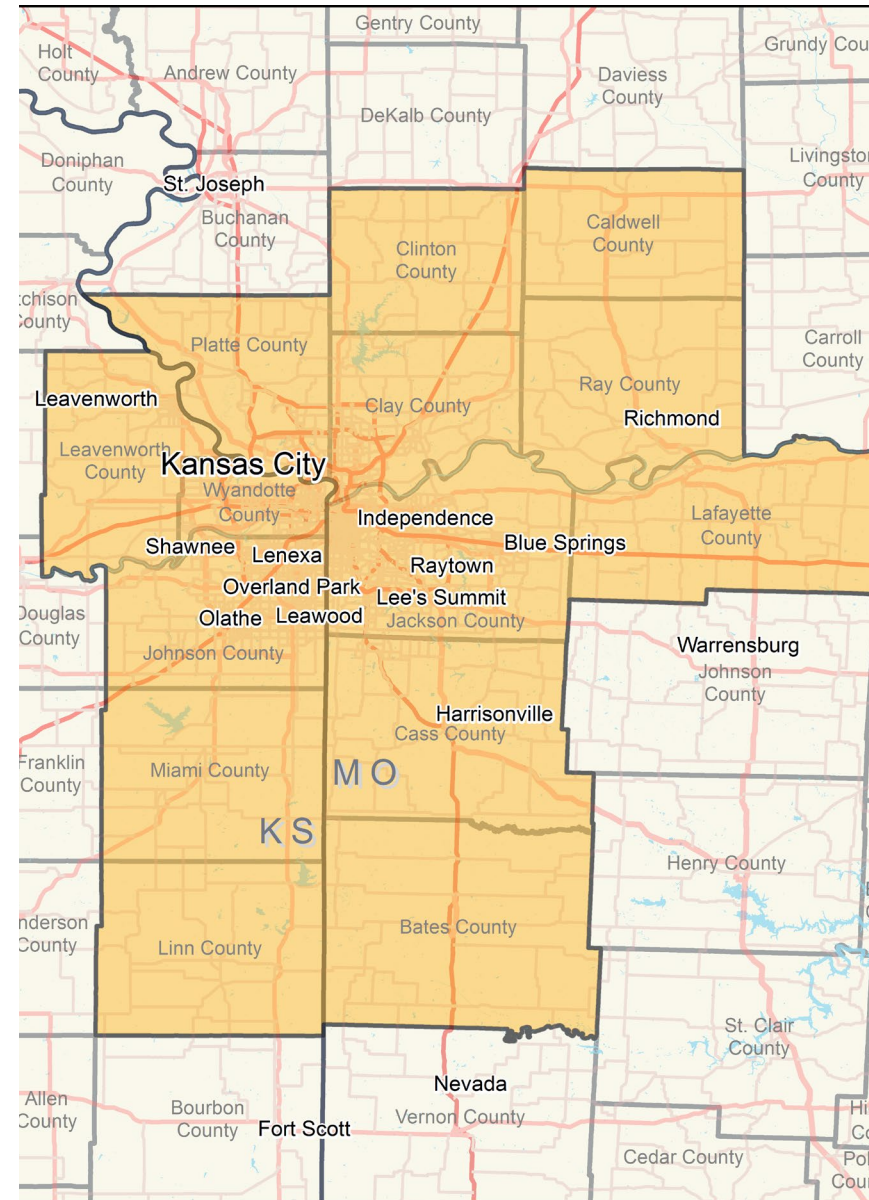 Gentry County
Holt
County
Grundy Cou
Andrew County
Daviess
County
DeKalb County
Doniphan
County
Livingston
County
St. Joseph
Buchanan
County
Caldwell
County
Clinton
County
tchison
County
Platte County
Carroll
County
Ray County
Leavenworth
Clay County
Richmond
Leavenworth
County
Kansas City
Wyandotte
County
Independence
Lafayette
County
Shawnee
Lenexa
Blue Springs
Raytown
Overland Park
Lee's Summit
Olathe
Leawood
Jackson County
Douglas
County
Johnson County
Warrensburg
Johnson
County
Harrisonville
Cass County
Franklin
County
Miami County
MO
KS
Henry County
nderson
County
Linn County
Bates County
St. Clair
County
Nevada
Allen
County
Bourbon
County
Fort Scott
Vernon County
Hi
Co
Cedar County
Pol
Cou